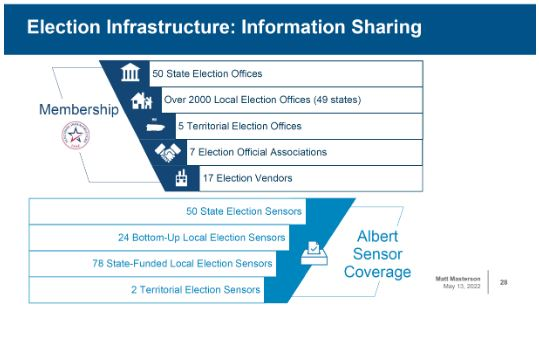 Election Infrastructure: Information Sharing
Membership
50 State Election Offices
Over 2000 Local Election Offices (49 states)
5 Territorial Election Offices
7 Election Official Associations
17 Election Vendors
50 State Election Sensors
24 Bottom-Up Local Election Sensors
78 State-Funded Local Election Sensors
2 Territorial Election Sensors
Albert
Sensor
Coverage
Matt Masterson
May 13, 2022
28